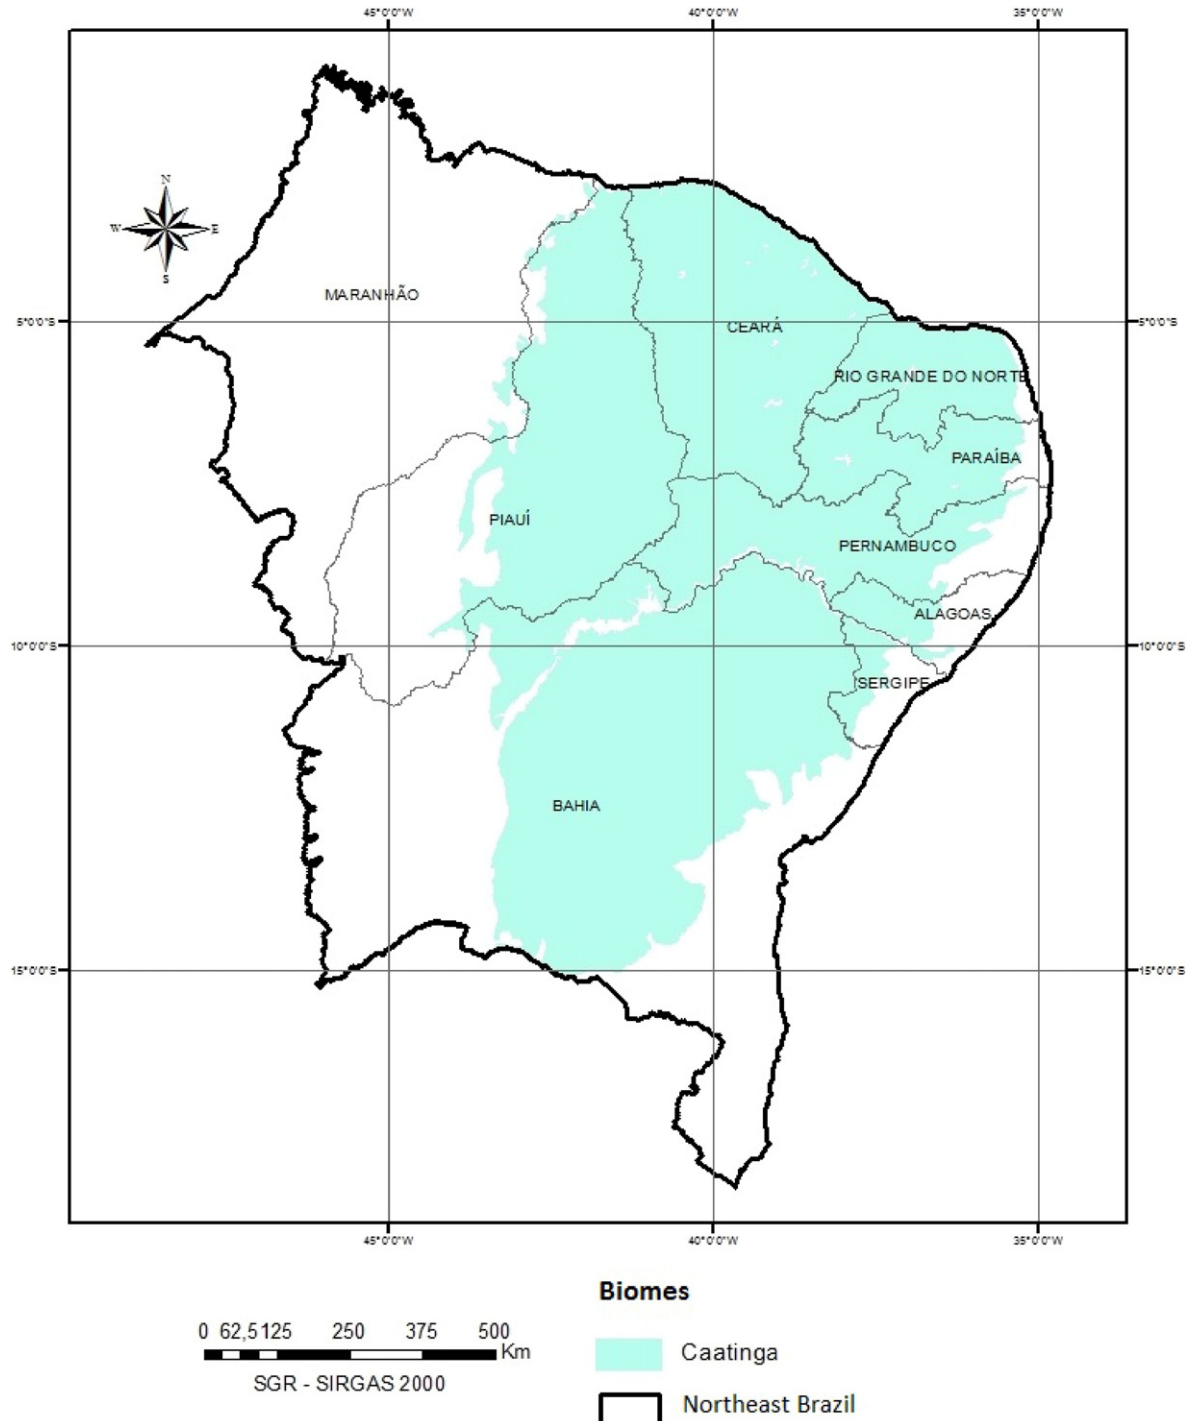 45°0'0"W 40°0'0"W 35°0'0"W
N
W E
S
MARANHÃO
5°0'0"S 5°0'0"S
CEARÁ
RIO GRANDE DO NORTE
PARAÍBA
PIAUÍ
PERNAMBUCO
ALAGOAS
10°0'0"S 10°0'0"S
SERGIPE
BAHIA
15°0'0"S 15°0'0"S
45°0'0"W 40°0'0"W 35°0'0"W
Biomes
0 62,5 125 250 375 500
Km
SGR - SIRGAS 2000
Caatinga
Northeast Brazil